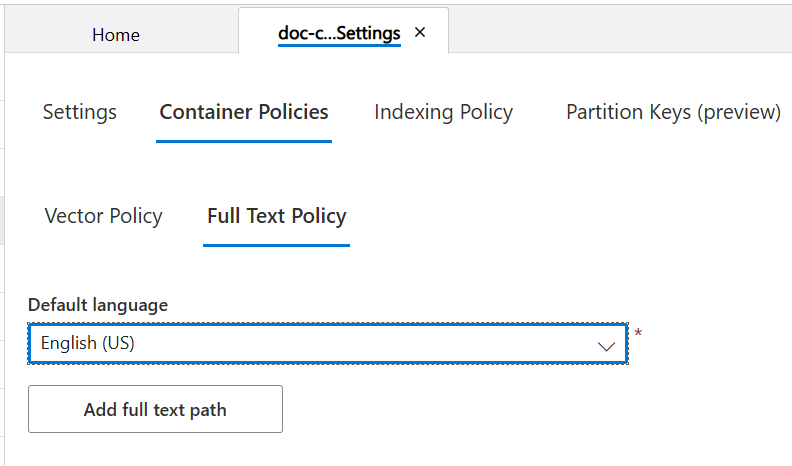 Home
doc-c...Settings ×
Settings
Container Policies
Indexing Policy
Partition Keys (preview)
Vector Policy
Full Text Policy
Default language
English (US)
*
Add full text path